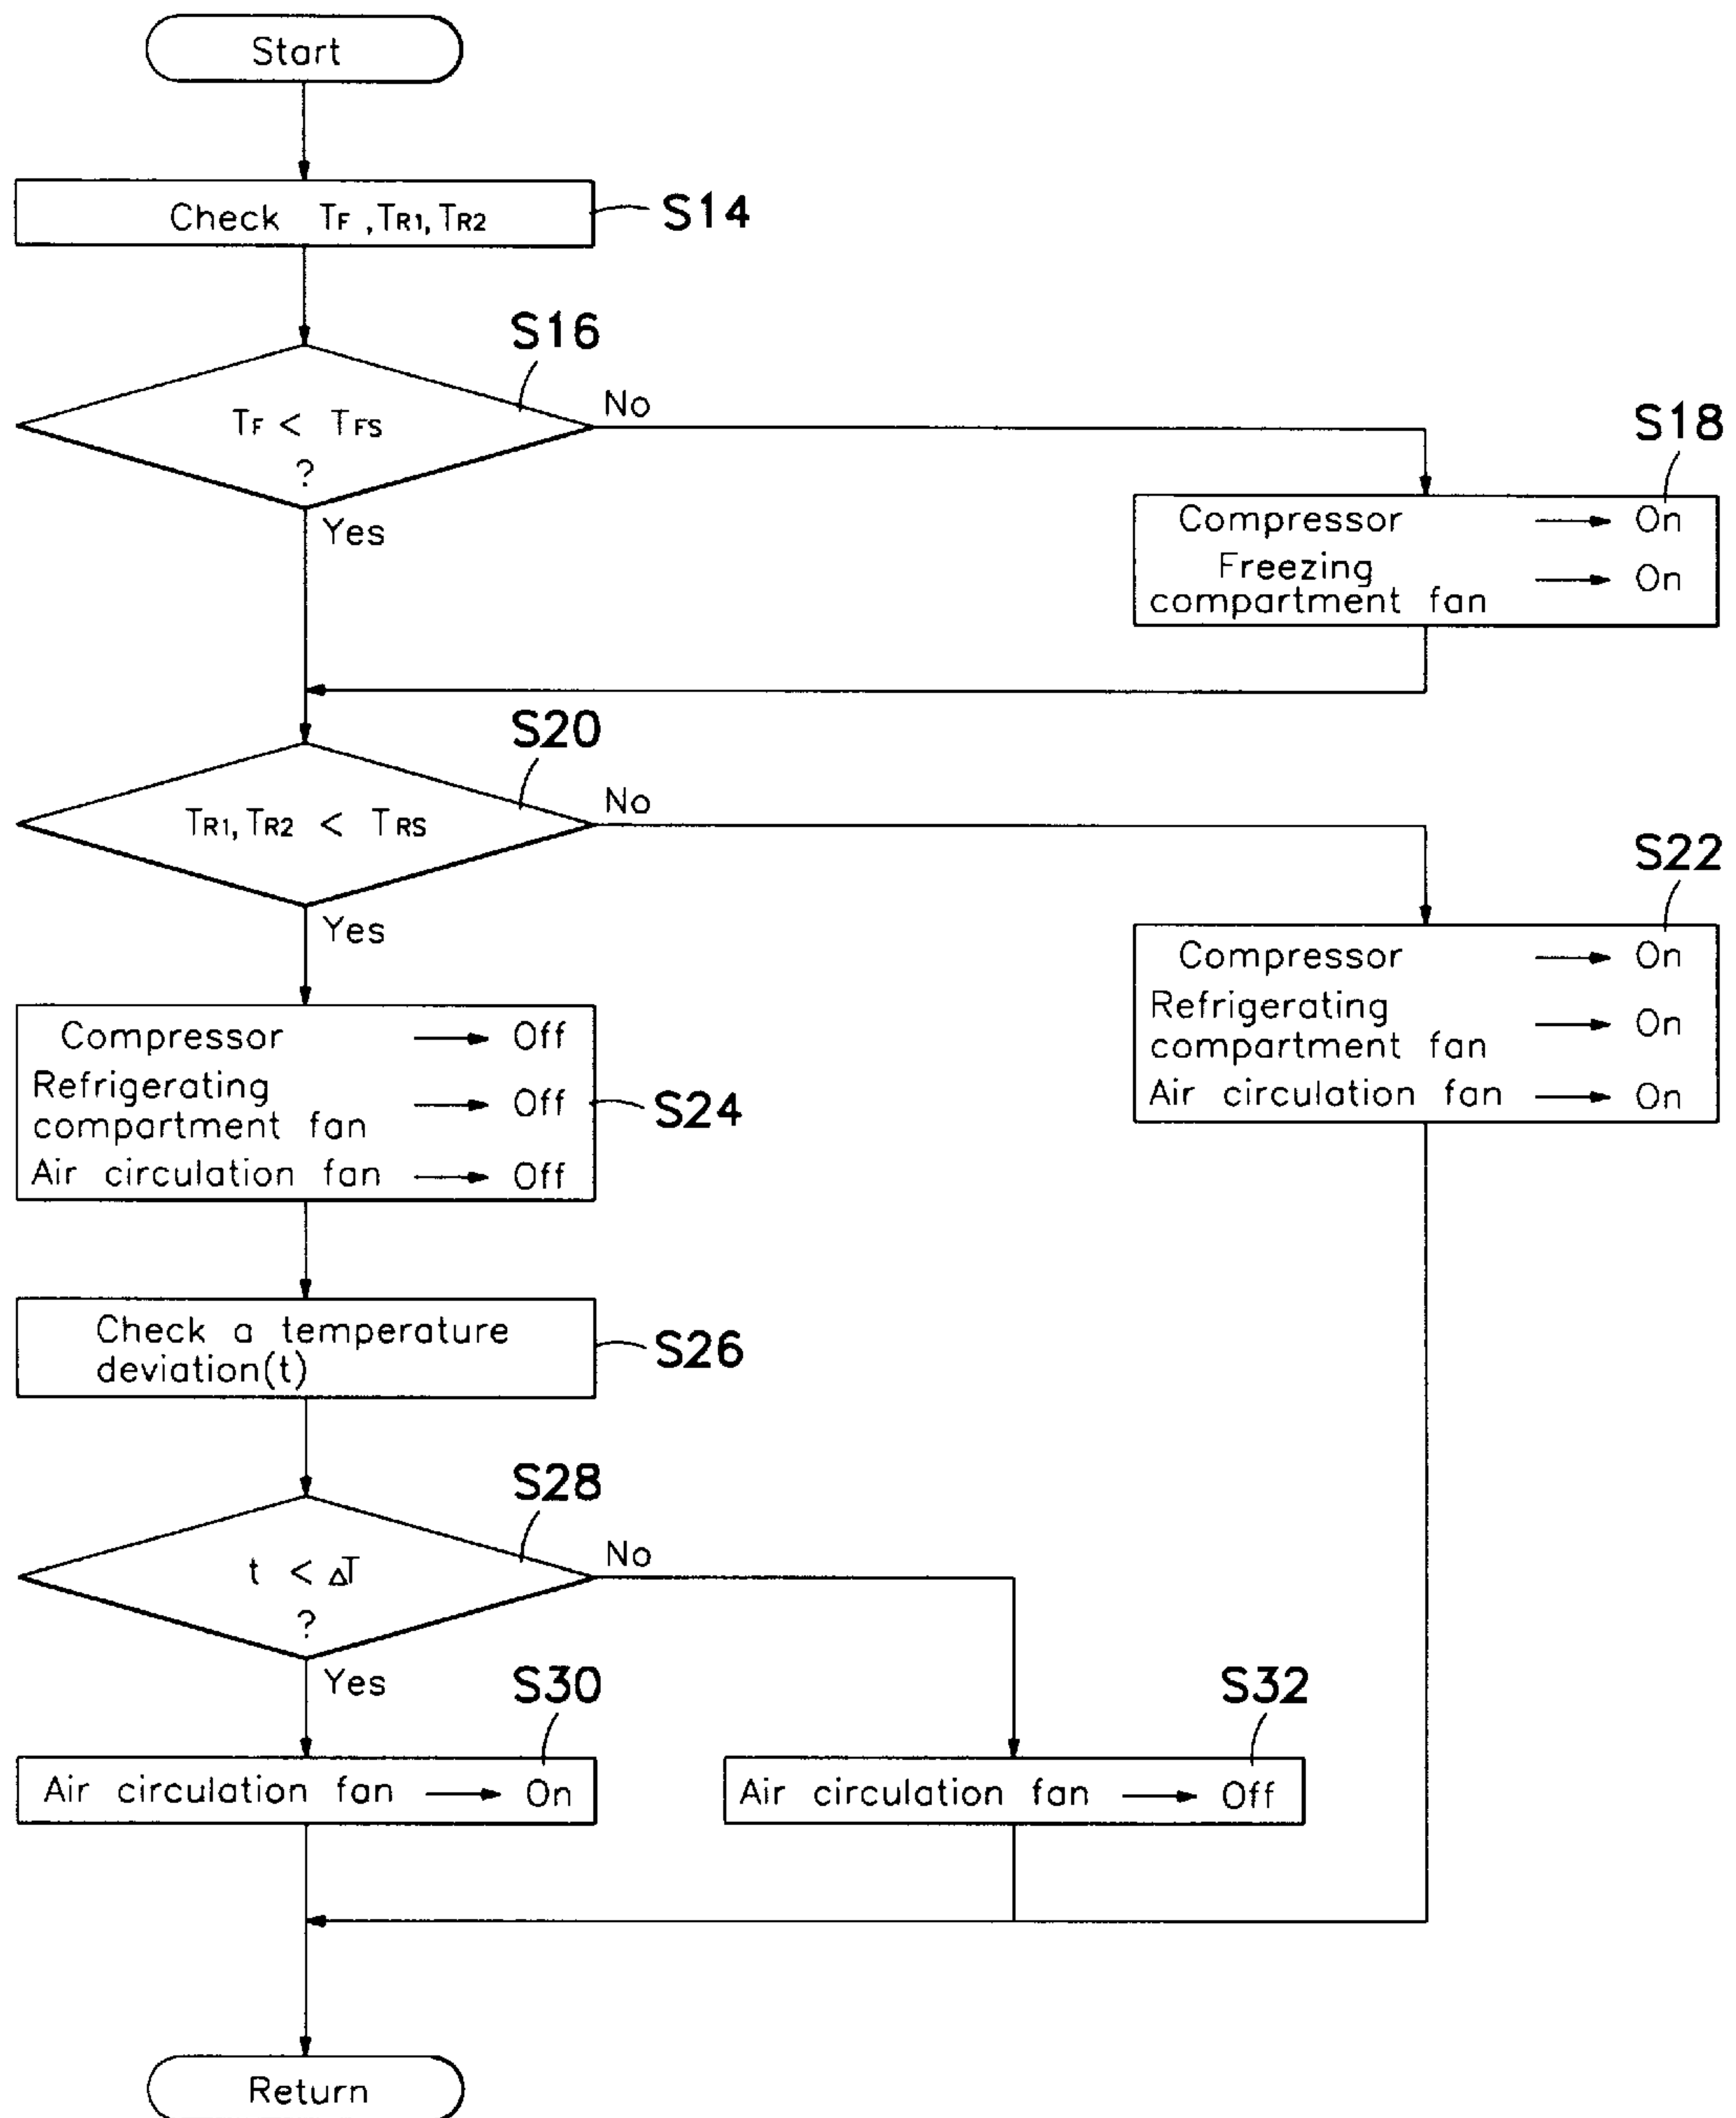 Start
Check TF ,TR1, TR2
S14
S16
TF < TFS
?
No
Yes
S18
Compressor → On
Freezing
compartment fan → On
S20
TR1, TR2 < TRS
No
Yes
S22
Compressor → On
Refrigerating
compartment fan → On
Air circulation fan → On
Compressor → Off
Refrigerating
compartment fan → Off
Air circulation fan → Off
S24
Check a temperature
deviation(t)
S26
S28
t < ΔT
?
No
Yes
S30
Air circulation fan → On
S32
Air circulation fan → Off
Return